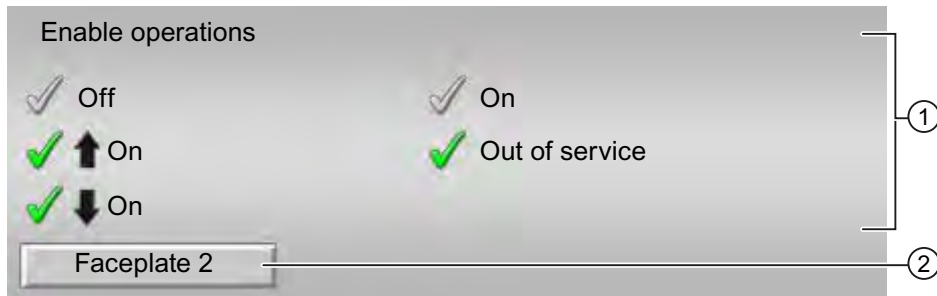 Enable operations
Off
On
On
Out of service
On
Faceplate 2
1
2